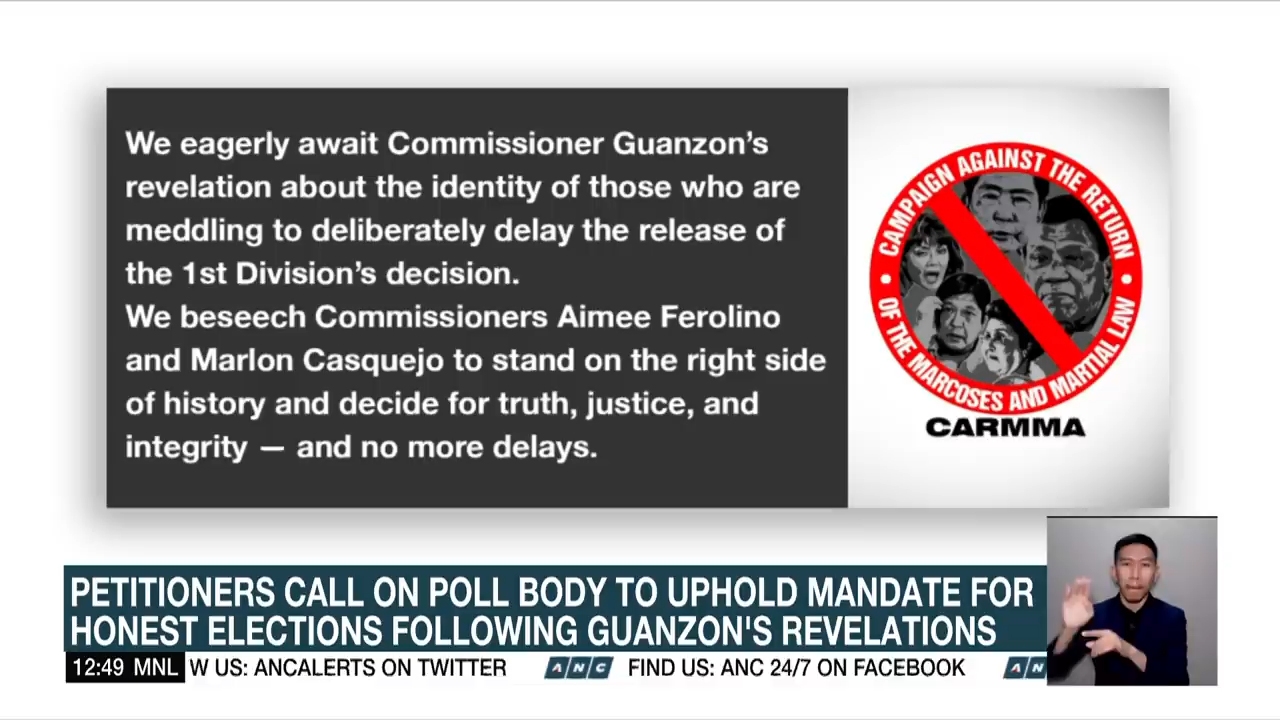 We eagerly await Commissioner Guanzon's
revelation about the identity of those who are
meddling to deliberately delay the release of
the 1st Division's decision.
We beseech Commissioners Aimee Ferolino
and Marlon Casquejo to stand on the right side
of history and decide for truth, justice, and
integrity — and no more delays.
CAMPAIGN AGAINST THE RETURN
• OF THE MARCOSES AND MARTIAL LAW •
CARMMA
PETITIONERS CALL ON POLL BODY TO UPHOLD MANDATE FOR
HONEST ELECTIONS FOLLOWING GUANZON'S REVELATIONS
12:49 MNL W US: ANCALERTS ON TWITTER ANC FIND US: ANC 24/7 ON FACEBOOK AN